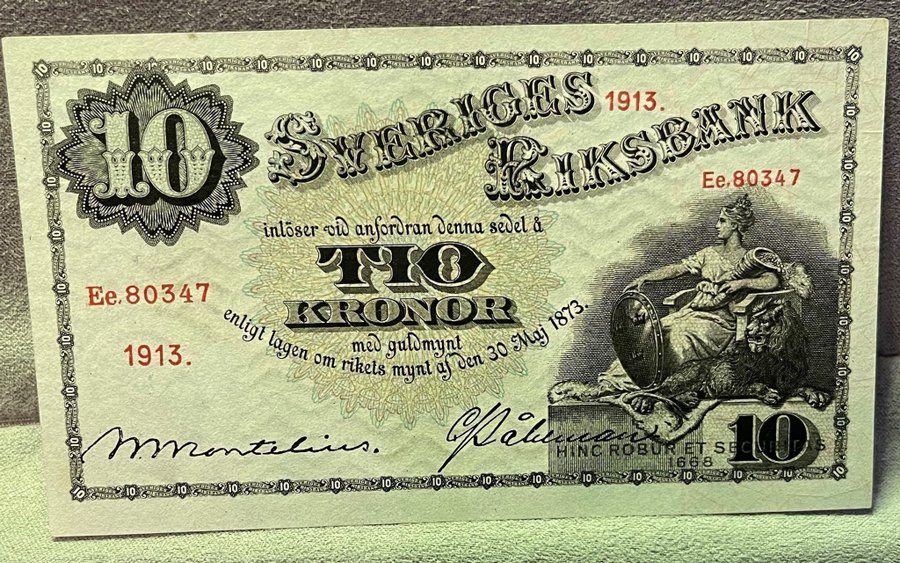 10
SVERIGES 1913.
RIKSBANK
Ee,80347
inlöser vid anfordran denna sedel å
TIO
KRONOR
med guldmynt
enligt lagen om rikets mynt af den 30 Maj 1873.
Ee,80347
1913.
Montelius.
HINC ROBUR ET SECURITAS
1668
10